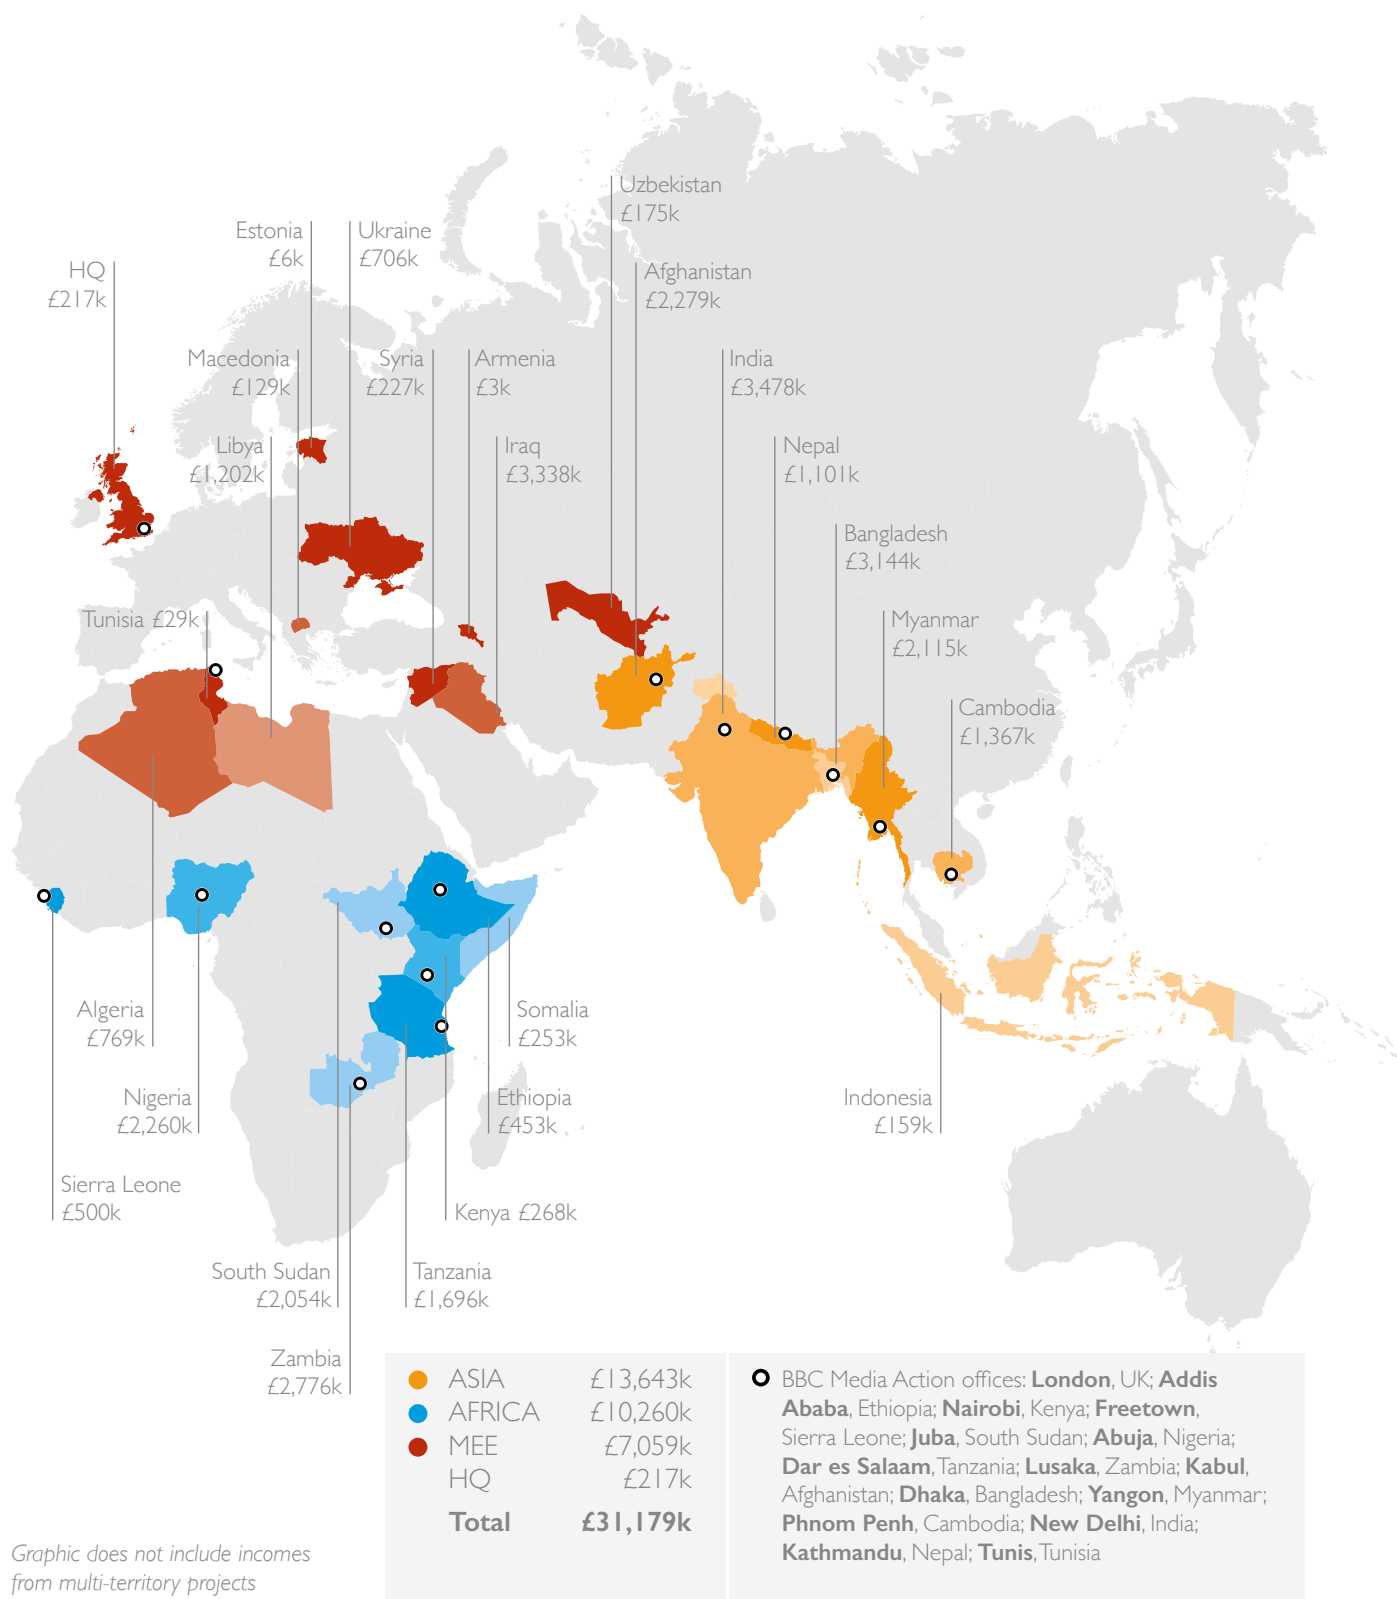 Uzbekistan
£175k
Estonia
£6k
Ukraine
£706k
HQ
£217k
Afghanistan
£2,279k
Macedonia
£129k
Syria
£227k
Armenia
£3k
India
£3,478k
Libya
£1,202k
Iraq
£3,338k
Nepal
£1,101k
Bangladesh
£3,144k
Tunisia £29k
Myanmar
£2,115k
Cambodia
£1,367k
Algeria
£769k
Somalia
£253k
Nigeria
£2,260k
Ethiopia
£453k
Indonesia
£159k
Sierra Leone
£500k
Kenya £268k
South Sudan
£2,054k
Tanzania
£1,696k
Zambia
£2,776k
ASIA £13,643k
AFRICA £10,260k
MEE £7,059k
HQ £217k
Total £31,179k
BBC Media Action offices: London, UK; Addis
Ababa, Ethiopia; Nairobi, Kenya; Freetown,
Sierra Leone; Juba, South Sudan; Abuja, Nigeria;
Dar es Salaam, Tanzania; Lusaka, Zambia; Kabul,
Afghanistan; Dhaka, Bangladesh; Yangon, Myanmar;
Phnom Penh, Cambodia; New Delhi, India;
Kathmandu, Nepal; Tunis, Tunisia
Graphic does not include incomes
from multi-territory projects